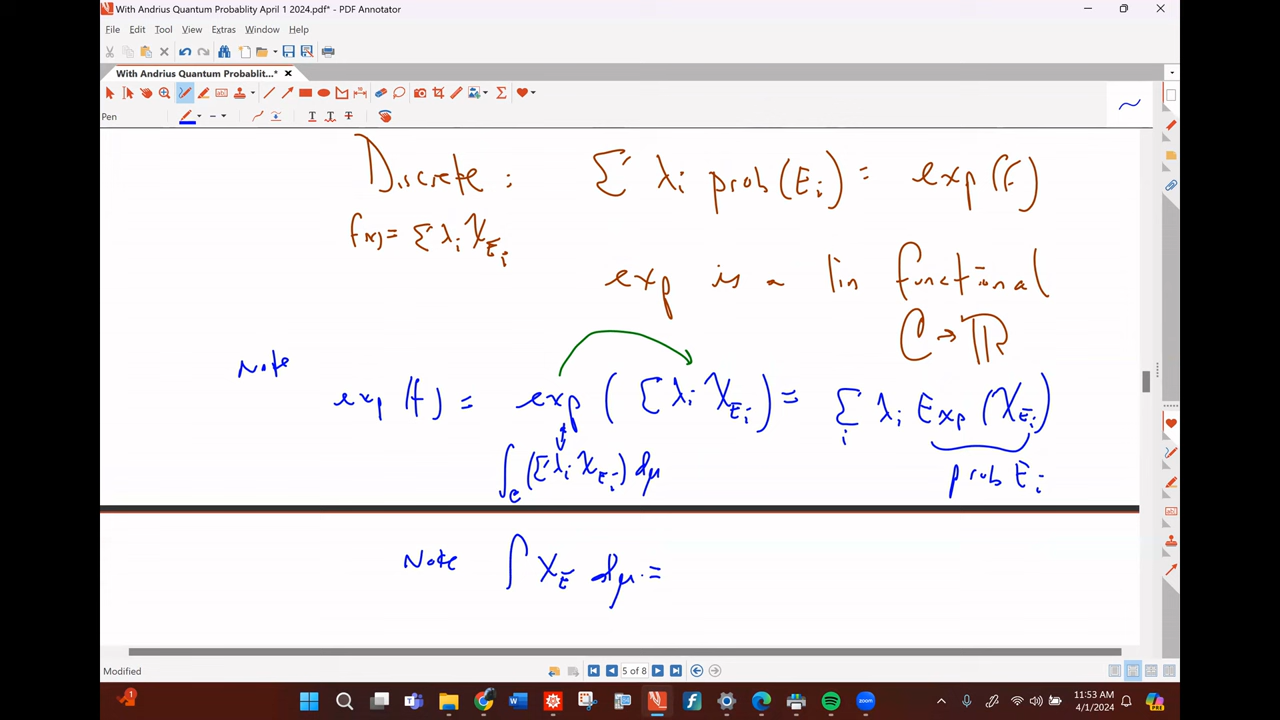 With Andrius Quantum Probablity April 1 2024.pdf* - PDF Annotator
File Edit Tool View Extras Window Help
With Andrius Quantum Probablit...*
Pen
Discrete : Σ λi prob(Ei) = exp(f)
f(x) = Σ λi χEi
exp is a lin functional
C → ℝ
Note
exp(f) = exp ( Σ λi χEi ) = Σi λi Exp (χEi)
∫E (Σ λi χEi) dμ
prob Ei
Note ∫ χE dμ =
Modified
5 of 8
1
11:53 AM
4/1/2024